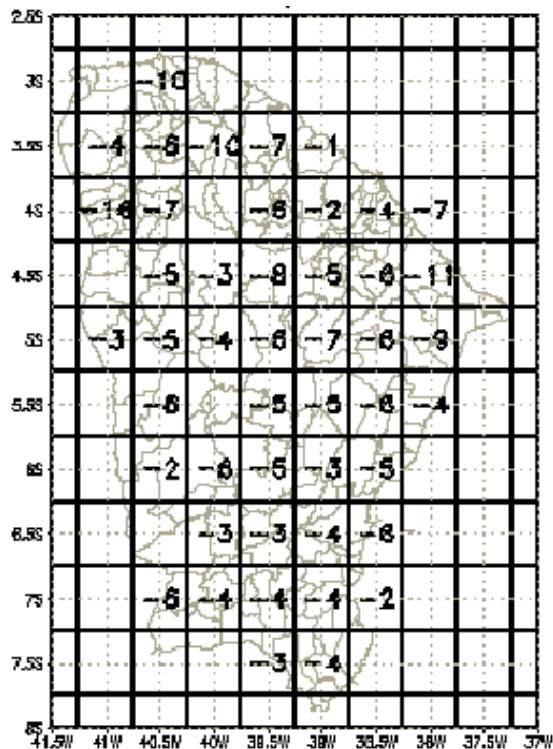 2.5S
3S -10
3.5S -4 -6 -10 -7 -1
4S -16 -7 -6 -2 -4 -7
4.5S -5 -3 -5 -11
5S -3 -5 -4 -6 -7 -6 -9
5.5S -6 -5 -5 -6 -4
6S -2 -6 -5 -3 -5
6.5S -3 -3 -4 -6
7S -6 -4 -4 -4 -2
7.5S -3 -4
8S
41.5W 41W 40.5W 40W 39.5W 39W 38.5W 38W 37.5W 37W